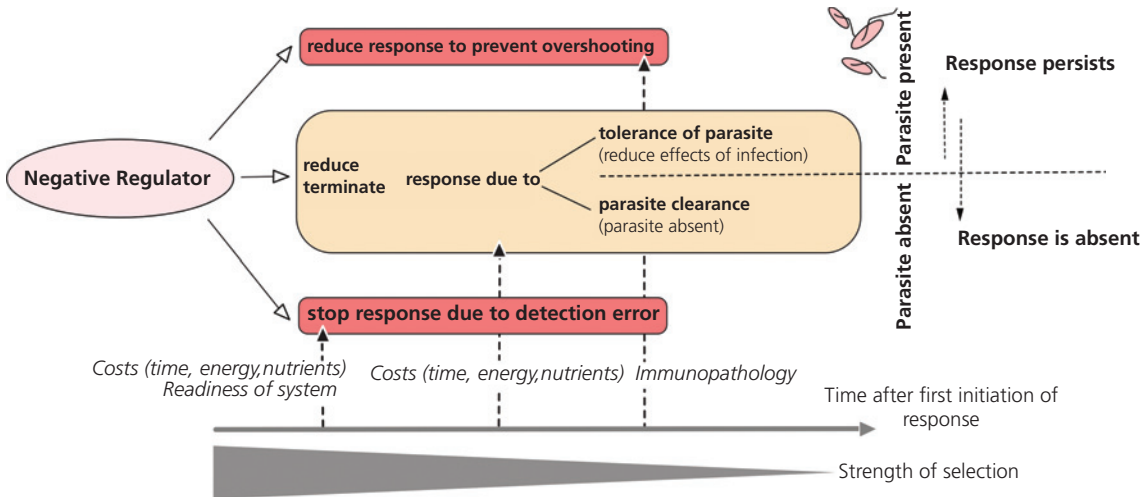 reduce response to prevent overshooting
Parasite present
Response persists
Negative Regulator
reduce
terminate
response due to
tolerance of parasite
(reduce effects of infection)
parasite clearance
(parasite absent)
Parasite absent
Response is absent
stop response due to detection error
Costs (time, energy,nutrients)
Readiness of system
Costs (time, energy,nutrients)
Immunopathology
Time after first initiation of
response
Strength of selection